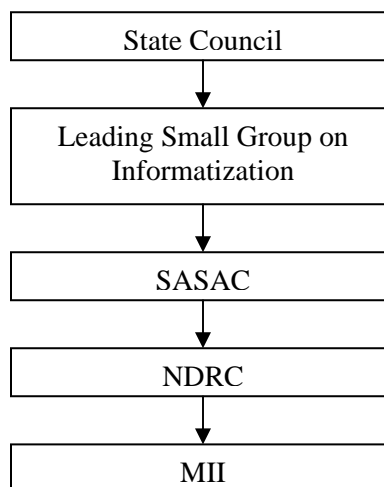 State Council
Leading Small Group on
Informatization
SASAC
NDRC
MII